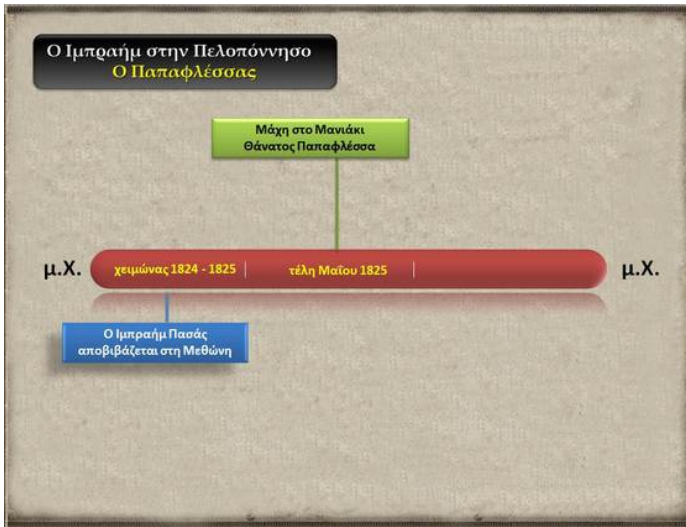 Ο Ιμπραήμ στην Πελοπόννησο
Ο Παπαφλέσσας
Μάχη στο Μανιάκι
Θάνατος Παπαφλέσσα
μ.Χ. χειμώνας 1824 - 1825 τέλη Μαΐου 1825 μ.Χ.
Ο Ιμπραήμ Πασάς
αποβιβάζεται στη Μεθώνη